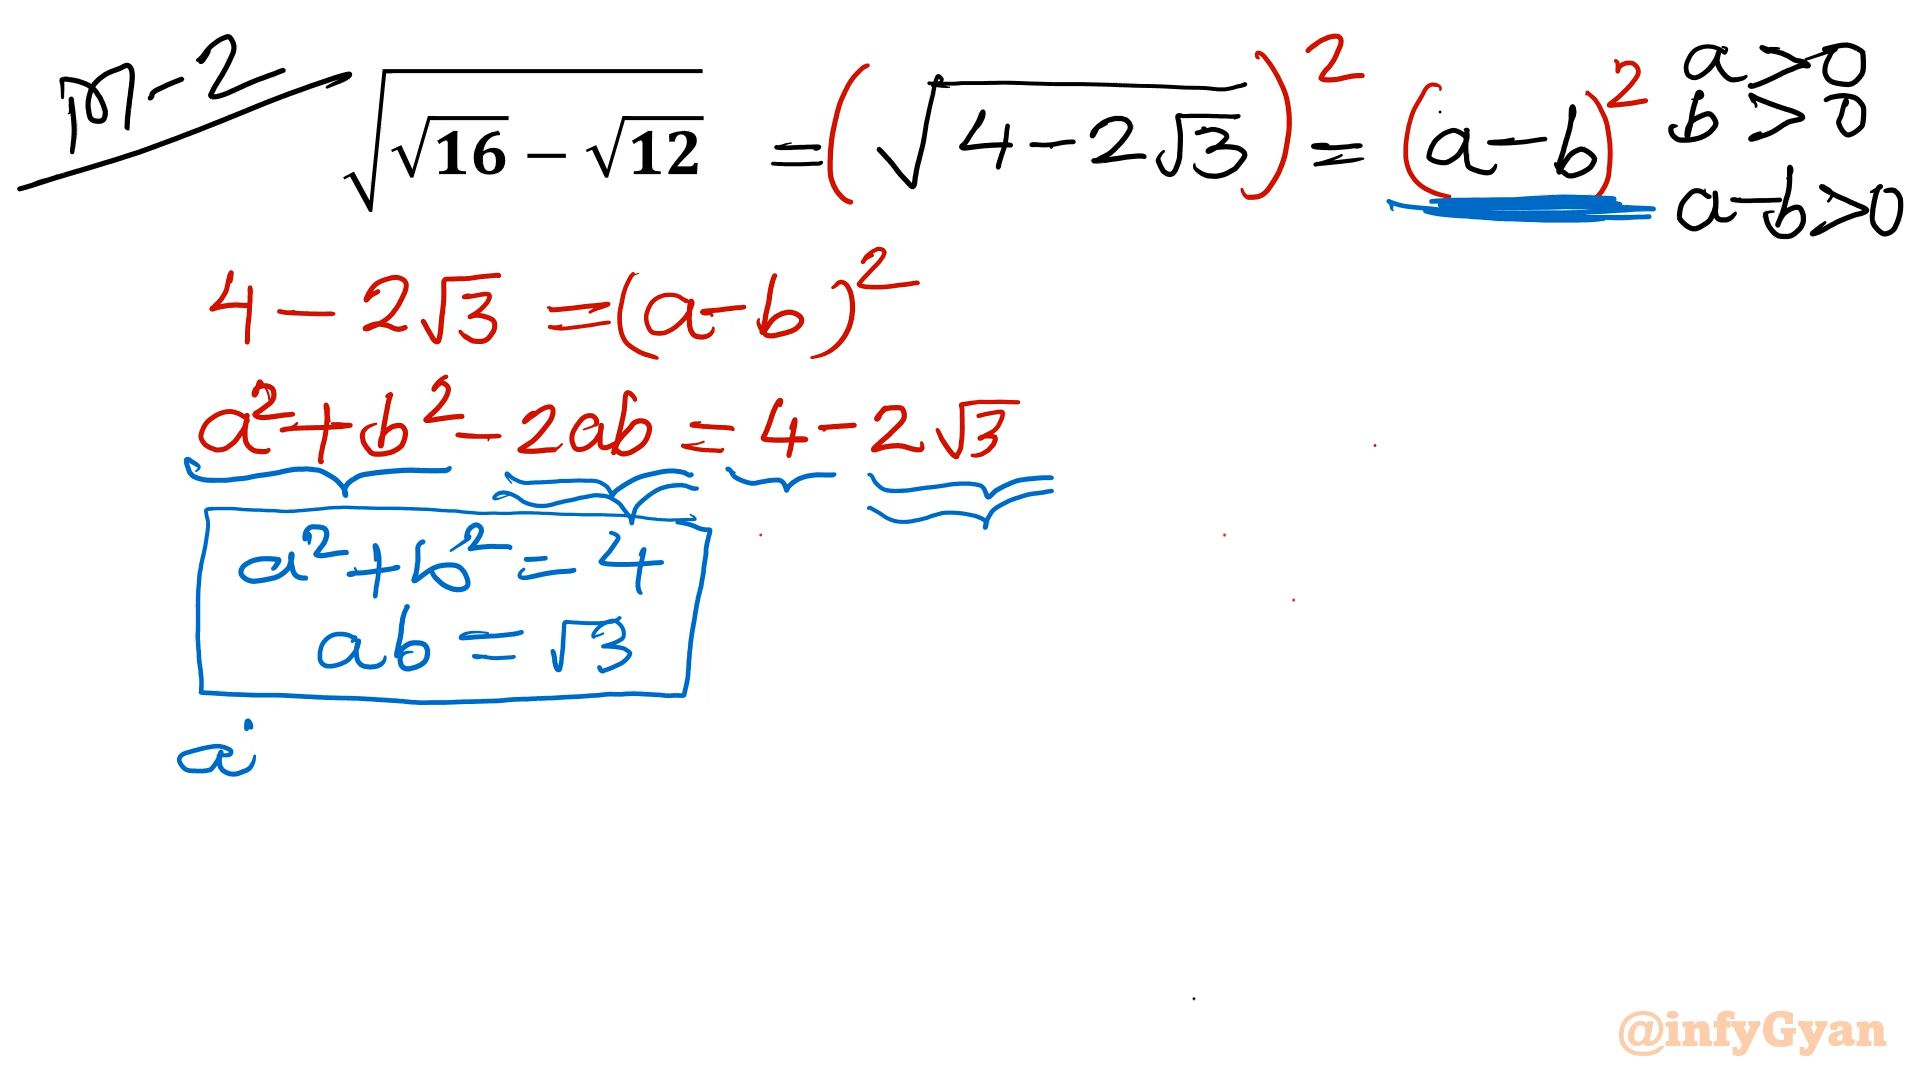 M-2 √(√16 − √12) = (√(4-2√3))² = (a-b)² a>0
b>0
a-b>0
4-2√3 = (a-b)²
a²+b²-2ab = 4-2√3
a²+b² = 4
ab = √3
a
@infyGyan